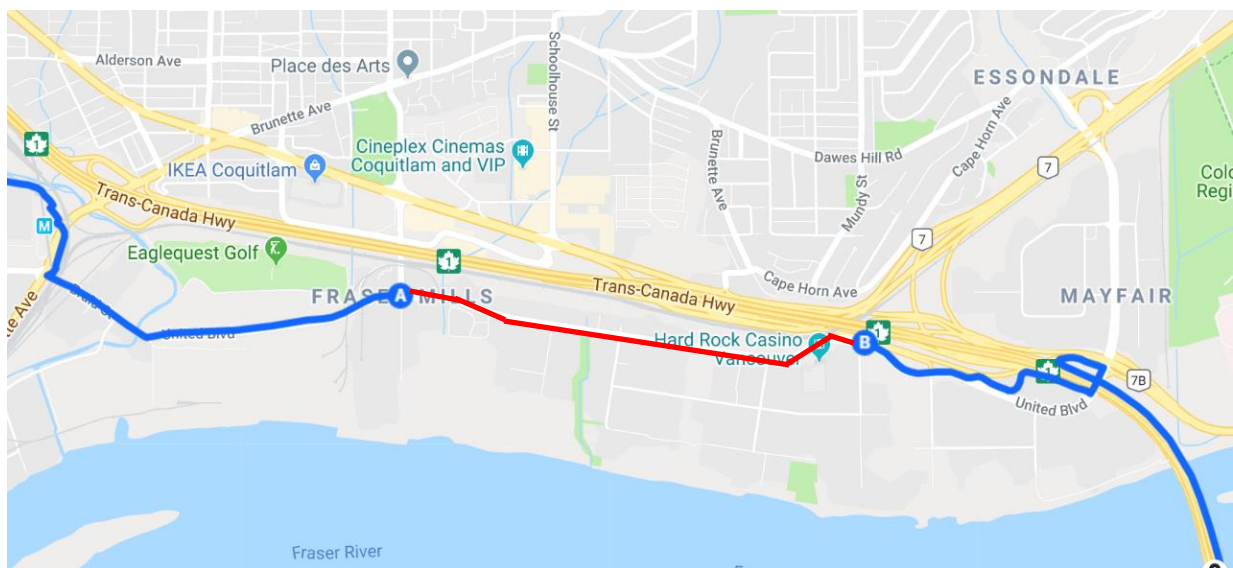 Alderson Ave
Place des Arts
Schoolhouse St
ESSONDALE
Brunette Ave
Cape Horn Ave
Cineplex Cinemas
Coquitlam and VIP
IKEA Coquitlam
Brunette Ave
Dawes Hill Rd
Mundy St
7
1
Trans-Canada Hwy
M
Eaglequest Golf
1
7
Trans-Canada Hwy
Cape Horn Ave
FRASER MILLS
A
MAYFAIR
United Blvd
Hard Rock Casino
Vancouver
1
B
1
7B
United Blvd
Fraser River